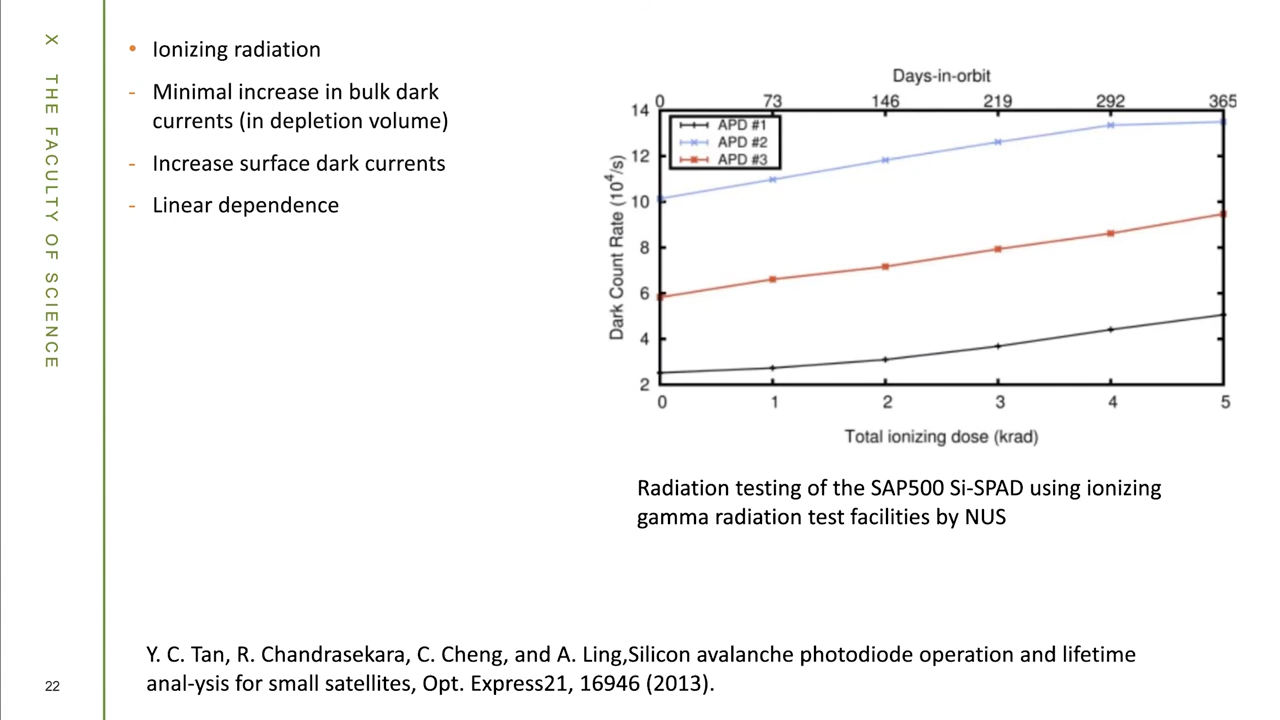 X THE FACULTY OF SCIENCE
• Ionizing radiation
- Minimal increase in bulk dark
currents (in depletion volume)
- Increase surface dark currents
- Linear dependence
Days-in-orbit
0 73 146 219 292 365
14
12
10
8
6
4
2
Dark Count Rate (10⁴/s)
APD #1
APD #2
APD #3
0 1 2 3 4 5
Total ionizing dose (krad)
Radiation testing of the SAP500 Si-SPAD using ionizing
gamma radiation test facilities by NUS
Y. C. Tan, R. Chandrasekara, C. Cheng, and A. Ling,Silicon avalanche photodiode operation and lifetime
anal-ysis for small satellites, Opt. Express21, 16946 (2013).
22